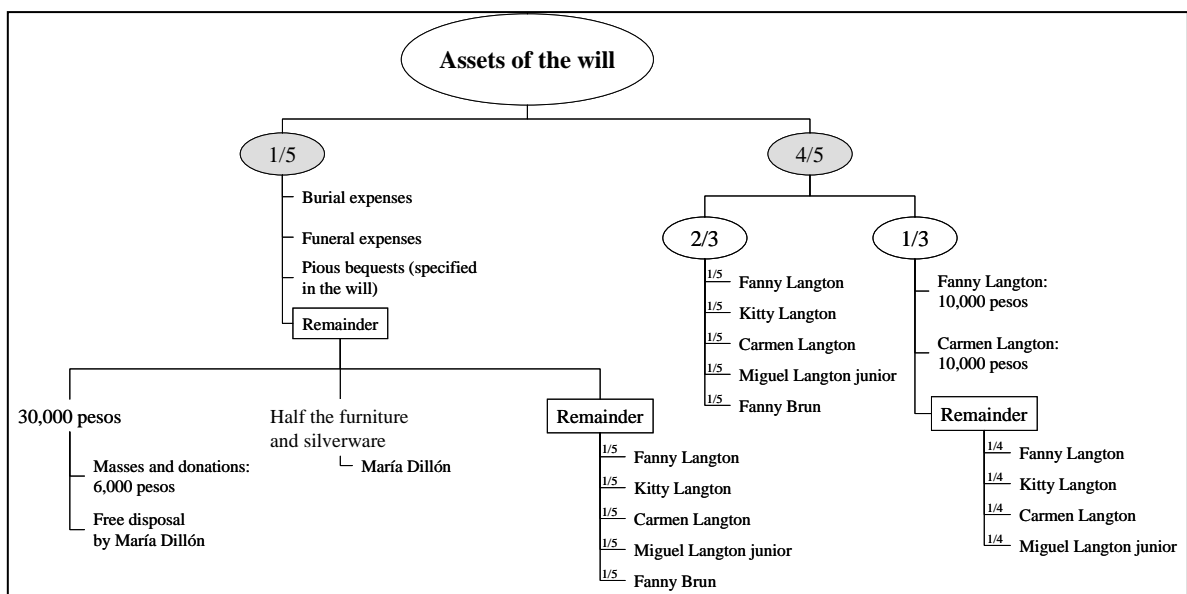 Assets of the will
1/5
4/5
Burial expenses
Funeral expenses
Pious bequests (specified
in the will)
Remainder
30,000 pesos
Masses and donations:
6,000 pesos
Free disposal
by María Dillón
Half the furniture
and silverware
María Dillón
Remainder
1/5 Fanny Langton
1/5 Kitty Langton
1/5 Carmen Langton
1/5 Miguel Langton junior
1/5 Fanny Brun
2/3
1/5 Fanny Langton
1/5 Kitty Langton
1/5 Carmen Langton
1/5 Miguel Langton junior
1/5 Fanny Brun
1/3
Fanny Langton:
10,000 pesos
Carmen Langton:
10,000 pesos
Remainder
1/4 Fanny Langton
1/4 Kitty Langton
1/4 Carmen Langton
1/4 Miguel Langton junior